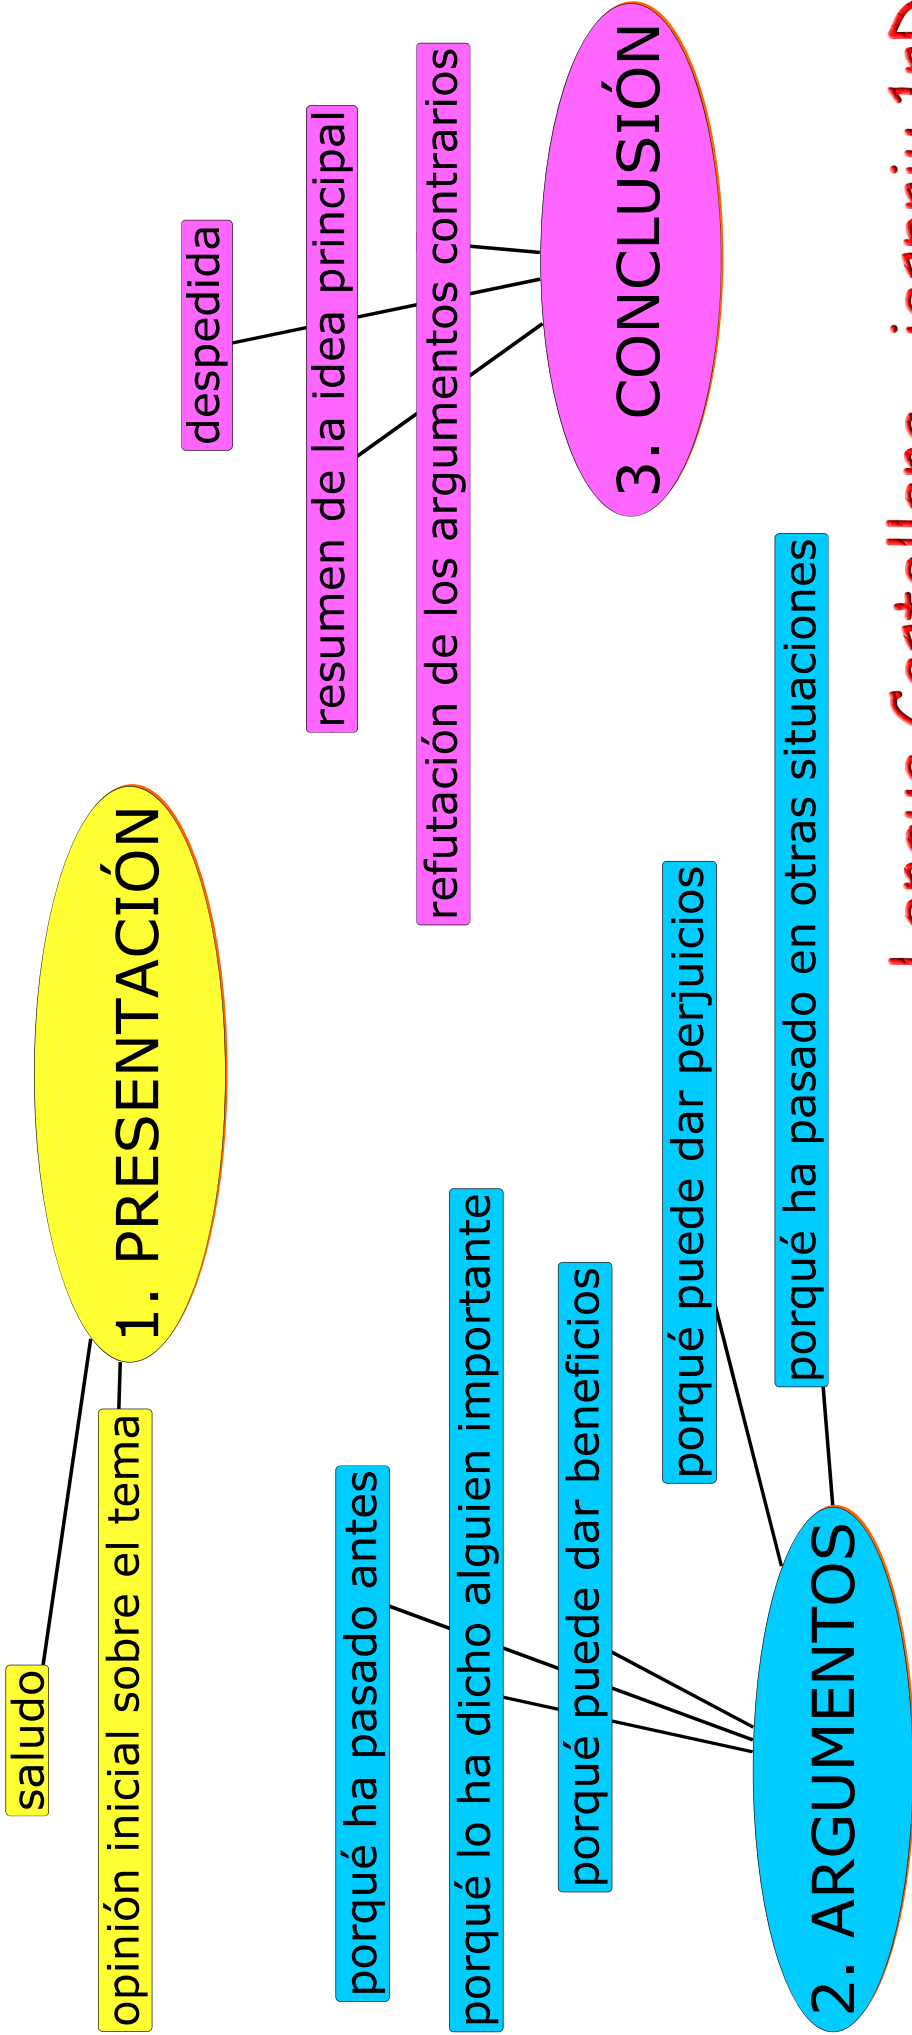 saludo
opinión inicial sobre el tema
1. PRESENTACIÓN
porqué ha pasado antes
porqué lo ha dicho alguien importante
porqué puede dar beneficios
porqué puede dar perjuicios
porqué ha pasado en otras situaciones
2. ARGUMENTOS
despedida
resumen de la idea principal
refutación de los argumentos contrarios
3. CONCLUSIÓN